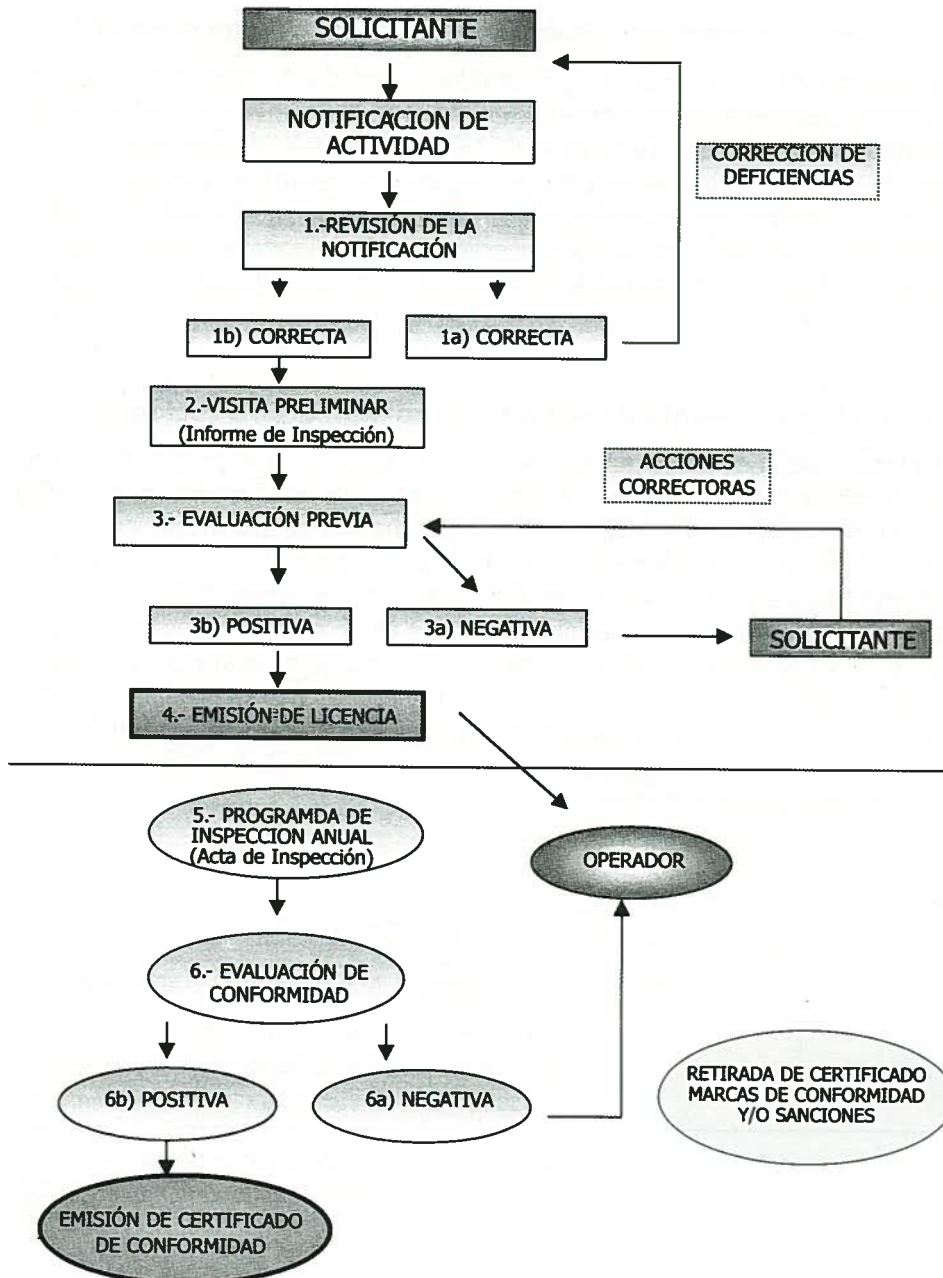 SOLICITANTE
NOTIFICACION DE
ACTIVIDAD
CORRECCION DE
DEFICIENCIAS
1.-REVISIÓN DE LA
NOTIFICACIÓN
1b) CORRECTA
1a) CORRECTA
2.-VISITA PRELIMINAR
(Informe de Inspección)
ACCIONES
CORRECTORAS
3.- EVALUACIÓN PREVIA
3b) POSITIVA
3a) NEGATIVA
SOLICITANTE
4.- EMISIÓN DE LICENCIA
5.- PROGRAMDA DE
INSPECCION ANUAL
(Acta de Inspección)
OPERADOR
6.- EVALUACIÓN DE
CONFORMIDAD
6b) POSITIVA
6a) NEGATIVA
RETIRADA DE CERTIFICADO
MARCAS DE CONFORMIDAD
Y/O SANCIONES
EMISIÓN DE CERTIFICADO
DE CONFORMIDAD